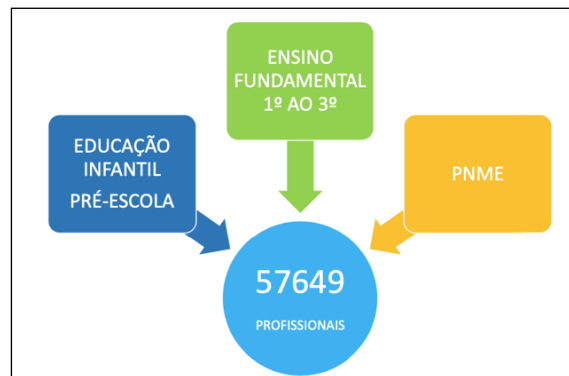 ENSINO
FUNDAMENTAL
1º AO 3º
EDUCAÇÃO
INFANTIL
PRÉ-ESCOLA
PNME
57649
PROFISSIONAIS